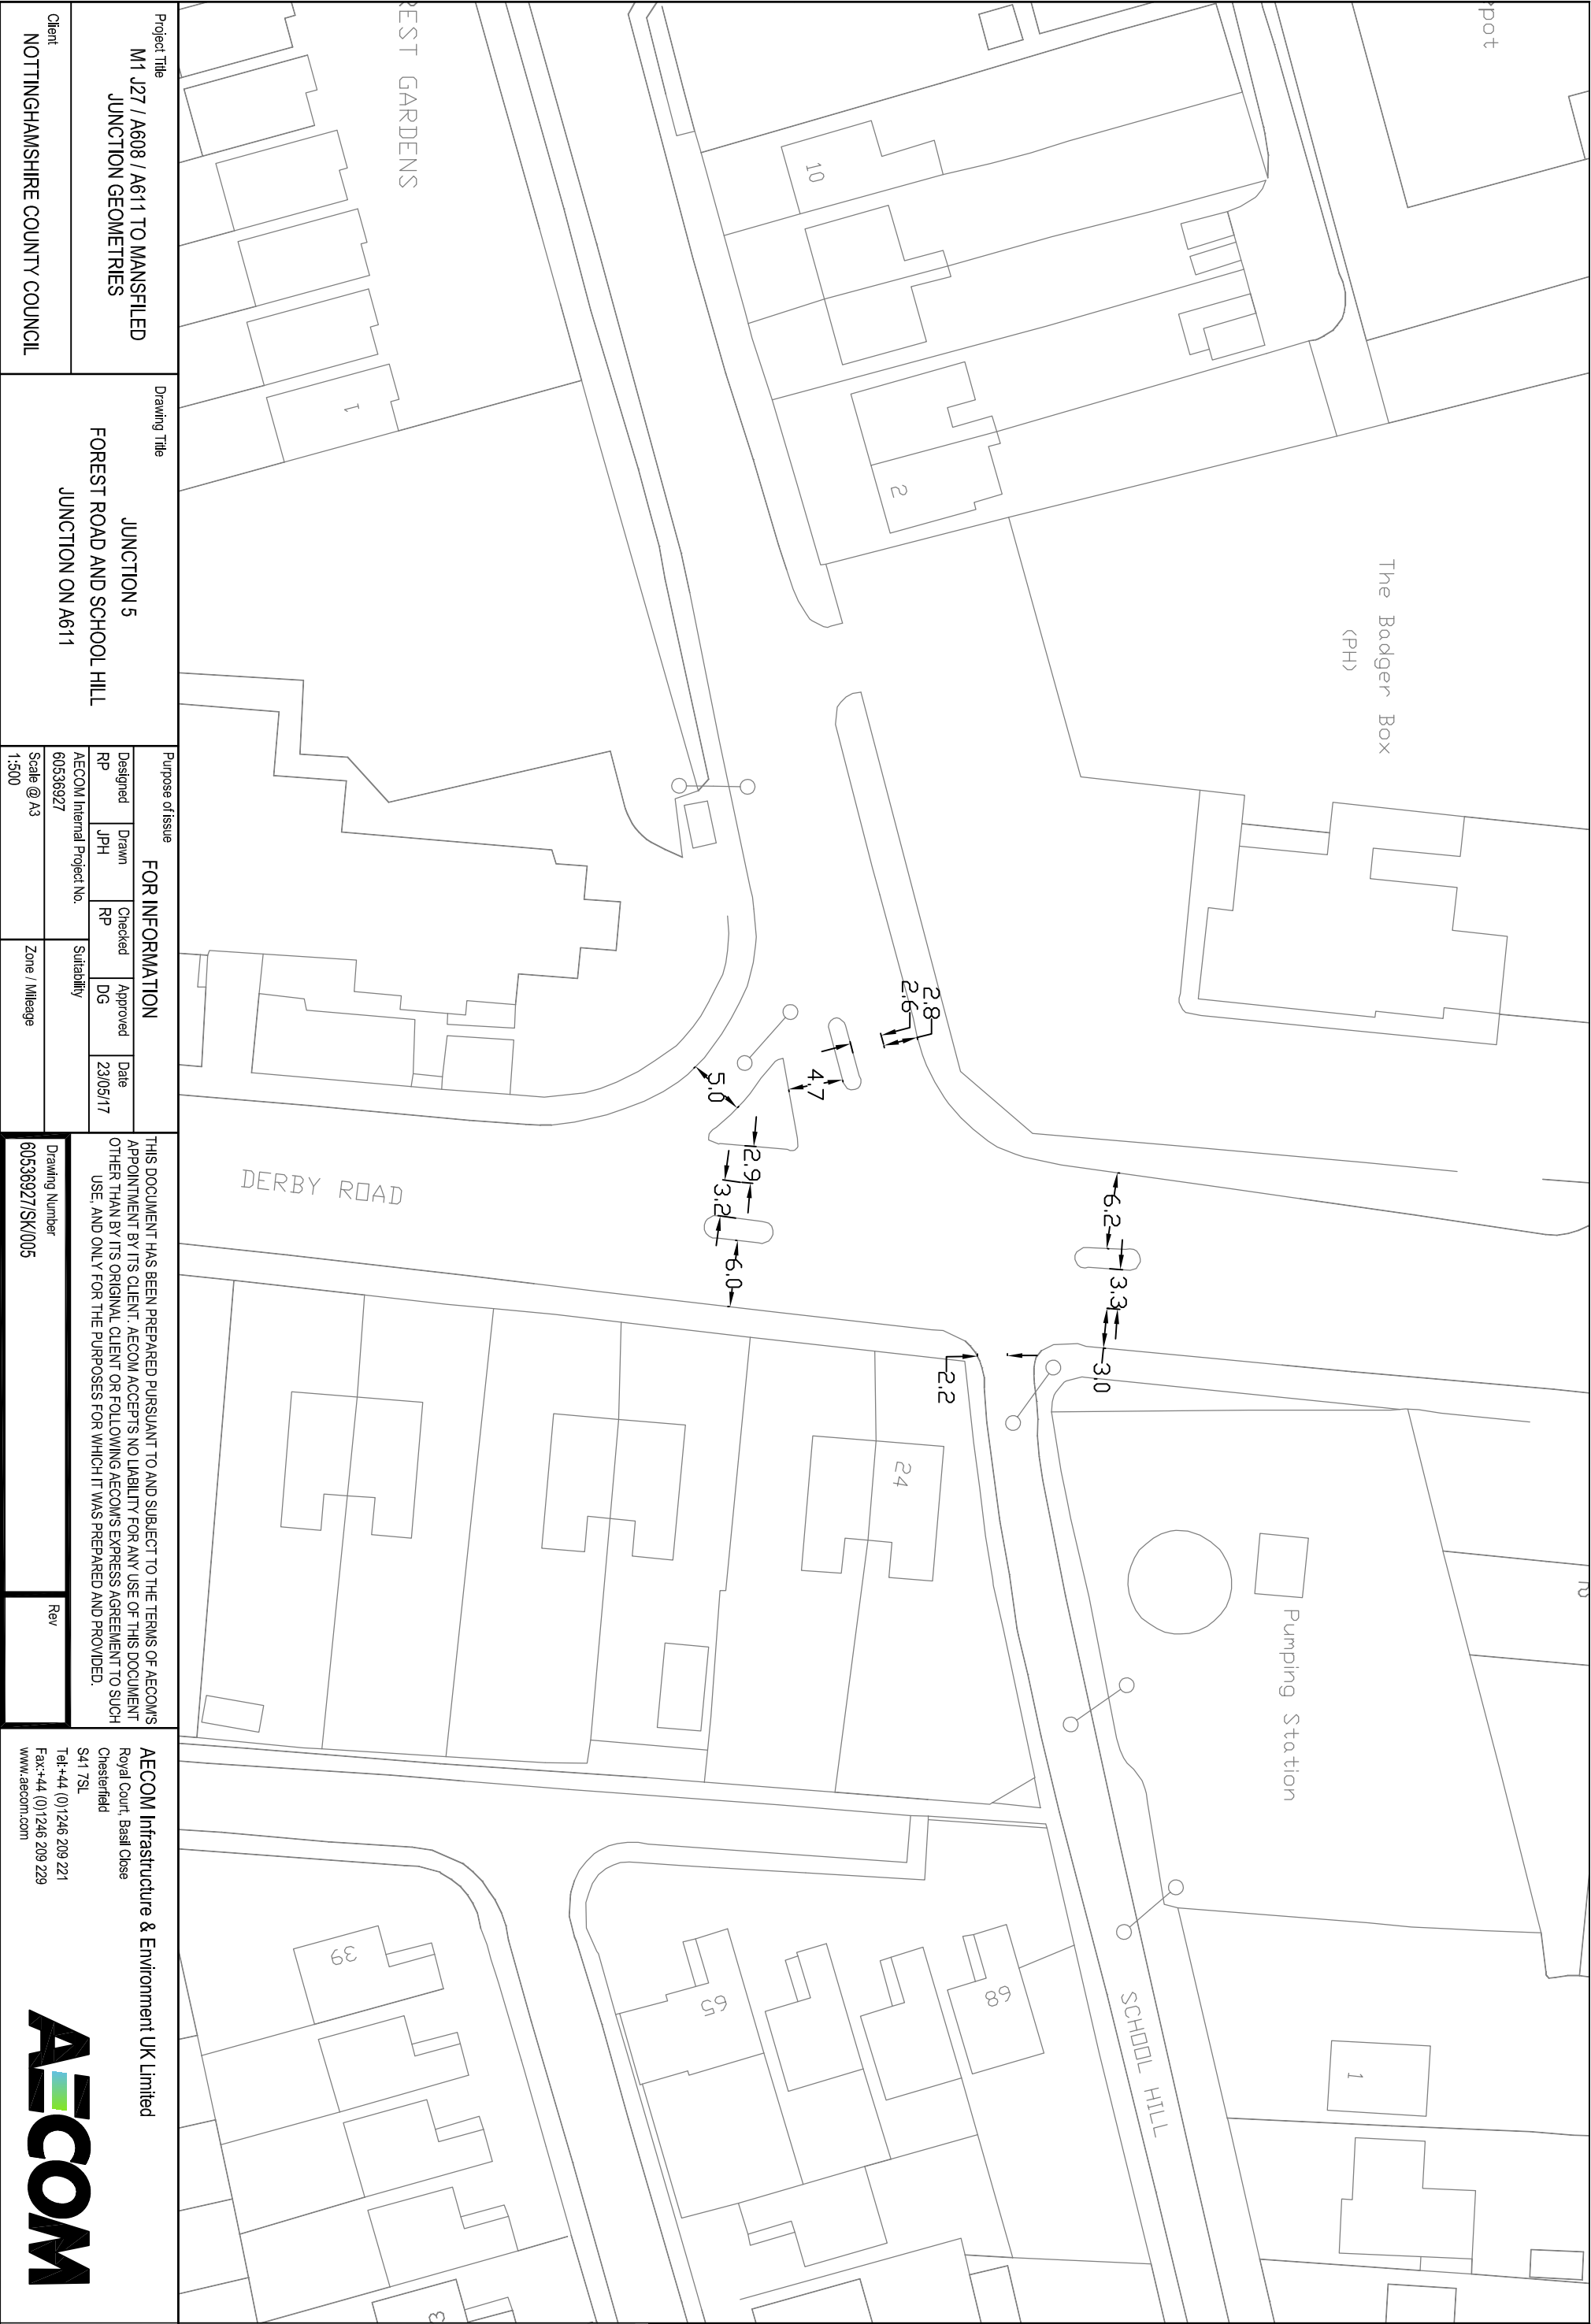 ppot
REST GARDENS
10
2
1
The Badger Box
(PH)
2.8
2.6
4.7
5.0
2.9
3.2
6.0
6.2
3.3
3.0
2.2
DERBY ROAD
24
Pumping Station
SCHOOL HILL
39
65
68
1
3
Project Title
M1 J27 / A608 / A611 TO MANSFILED
JUNCTION GEOMETRIES
Client
NOTTINGHAMSHIRE COUNTY COUNCIL
Drawing Title
JUNCTION 5
FOREST ROAD AND SCHOOL HILL
JUNCTION ON A611
Purpose of issue
FOR INFORMATION
Designed
RP
Drawn
JPH
Checked
RP
Approved
DG
Date
23/05/17
AECOM Internal Project No.
60536927
Suitability
Scale @ A3
1:500
Zone / Mileage
THIS DOCUMENT HAS BEEN PREPARED PURSUANT TO AND SUBJECT TO THE TERMS OF AECOM'S
APPOINTMENT BY ITS CLIENT. AECOM ACCEPTS NO LIABILITY FOR ANY USE OF THIS DOCUMENT
OTHER THAN BY ITS ORIGINAL CLIENT OR FOLLOWING AECOM'S EXPRESS AGREEMENT TO SUCH
USE, AND ONLY FOR THE PURPOSES FOR WHICH IT WAS PREPARED AND PROVIDED.
Drawing Number
60536927/SK/005
Rev
AECOM Infrastructure & Environment UK Limited
Royal Court, Basil Close
Chesterfield
S41 7SL
Tel:+44 (0)1246 209 221
Fax:+44 (0)1246 209 229
www.aecom.com
AECOM